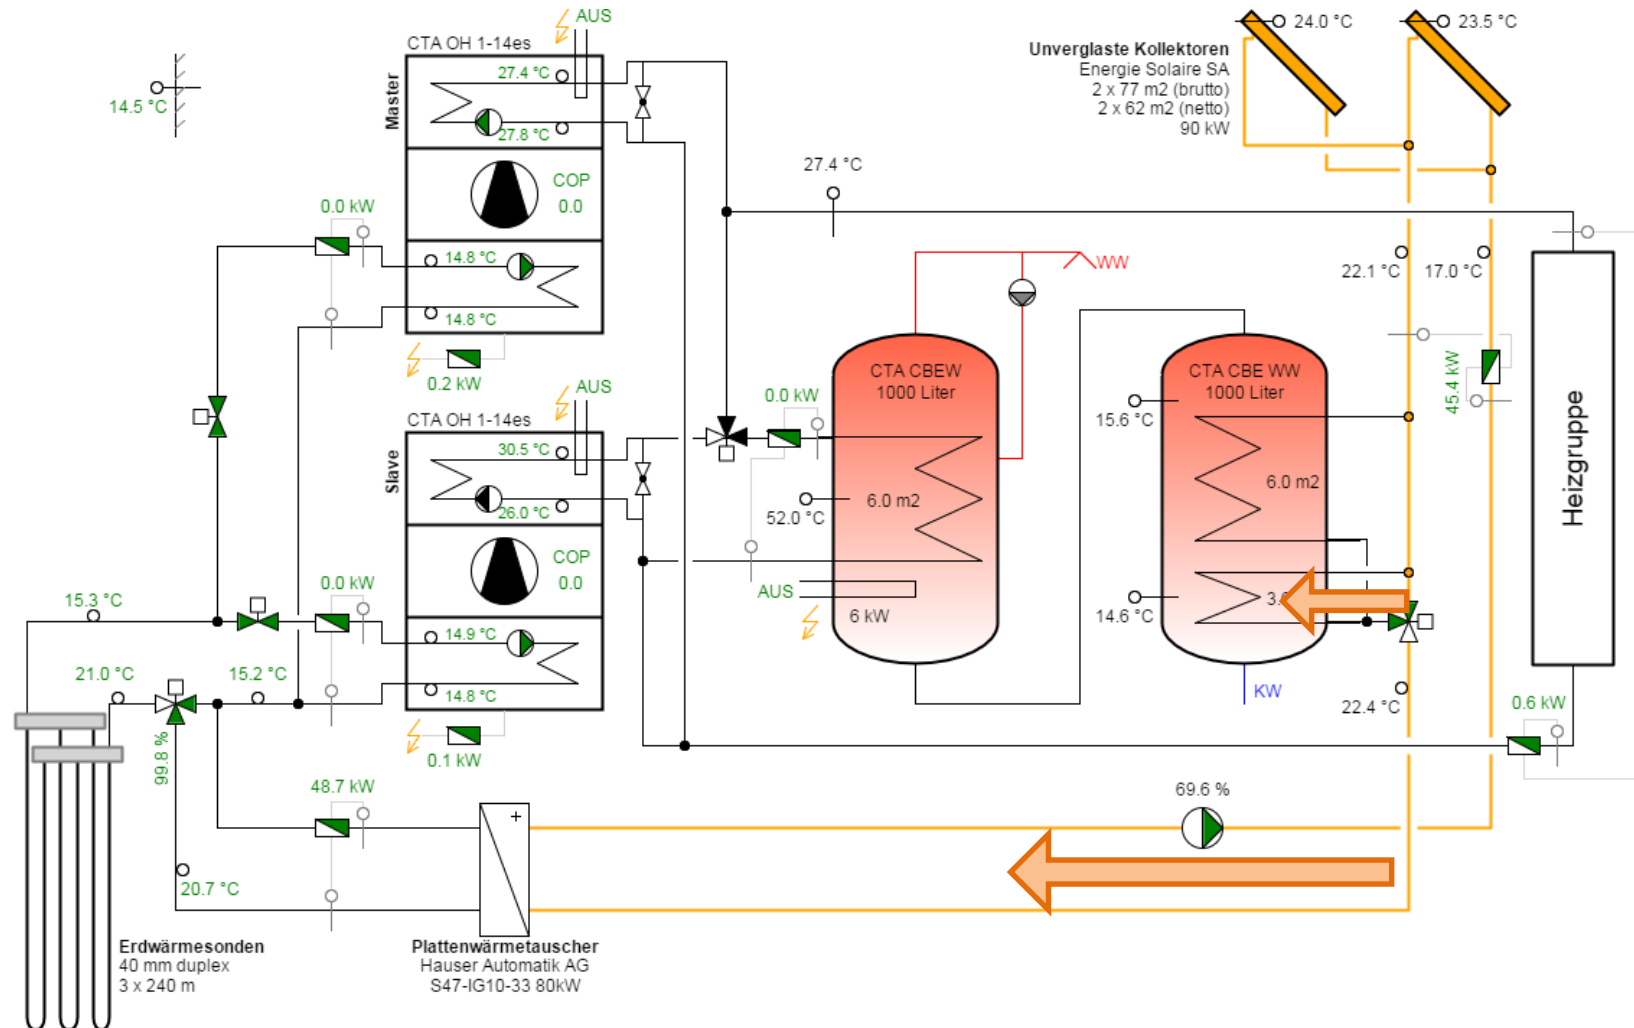 AUS
CTA OH 1-14es
Master
27.4 °C
27.8 °C
COP
0.0
14.8 °C
14.8 °C
0.0 kW
0.2 kW
14.5 °C
AUS
CTA OH 1-14es
Slave
30.5 °C
26.0 °C
COP
0.0
14.9 °C
14.8 °C
0.0 kW
0.1 kW
15.3 °C
21.0 °C
15.2 °C
99.8 %
48.7 kW
20.7 °C
Erdwärmesonden
40 mm duplex
3 x 240 m
+
Plattenwärmetauscher
Hauser Automatik AG
S47-IG10-33 80kW
27.4 °C
WW
0.0 kW
52.0 °C
CTA CBEW
1000 Liter
6.0 m2
AUS
6 kW
CTA CBE WW
1000 Liter
15.6 °C
6.0 m2
14.6 °C
KW
Unverglaste Kollektoren
Energie Solaire SA
2 x 77 m2 (brutto)
2 x 62 m2 (netto)
90 kW
24.0 °C
23.5 °C
22.1 °C
17.0 °C
45.4 kW
Heizgruppe
22.4 °C
0.6 kW
69.6 %